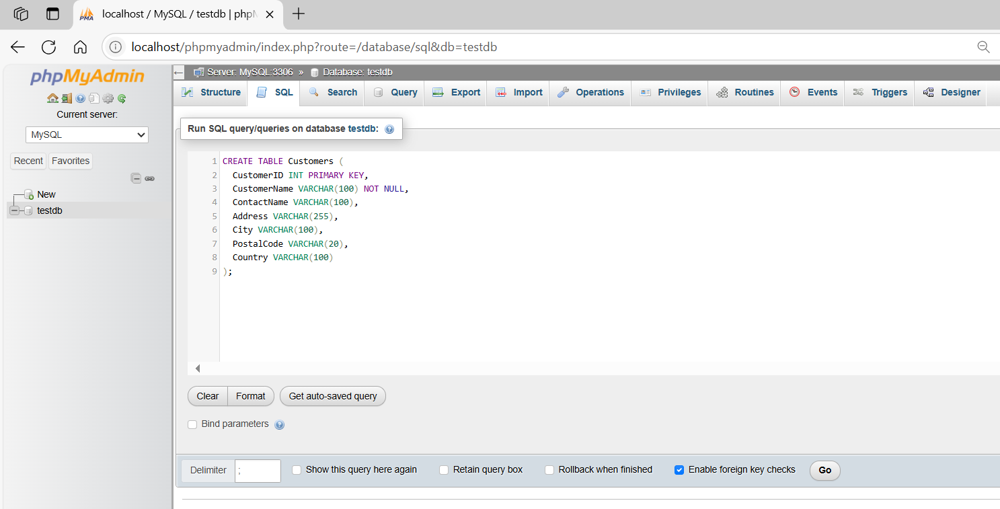 localhost / MySQL / testdb | phpM
localhost/phpmyadmin/index.php?route=/database/sql&db=testdb
phpMyAdmin
Current server:
MySQL
Recent Favorites
New
testdb
Server: MySQL:3306 » Database: testdb
Structure SQL Search Query Export Import Operations Privileges Routines Events Triggers Designer
Run SQL query/queries on database testdb:
1 CREATE TABLE Customers (
2 CustomerID INT PRIMARY KEY,
3 CustomerName VARCHAR(100) NOT NULL,
4 ContactName VARCHAR(100),
5 Address VARCHAR(255),
6 City VARCHAR(100),
7 PostalCode VARCHAR(20),
8 Country VARCHAR(100)
9 );
Clear Format Get auto-saved query
Bind parameters
Delimiter ; Show this query here again Retain query box Rollback when finished Enable foreign key checks Go